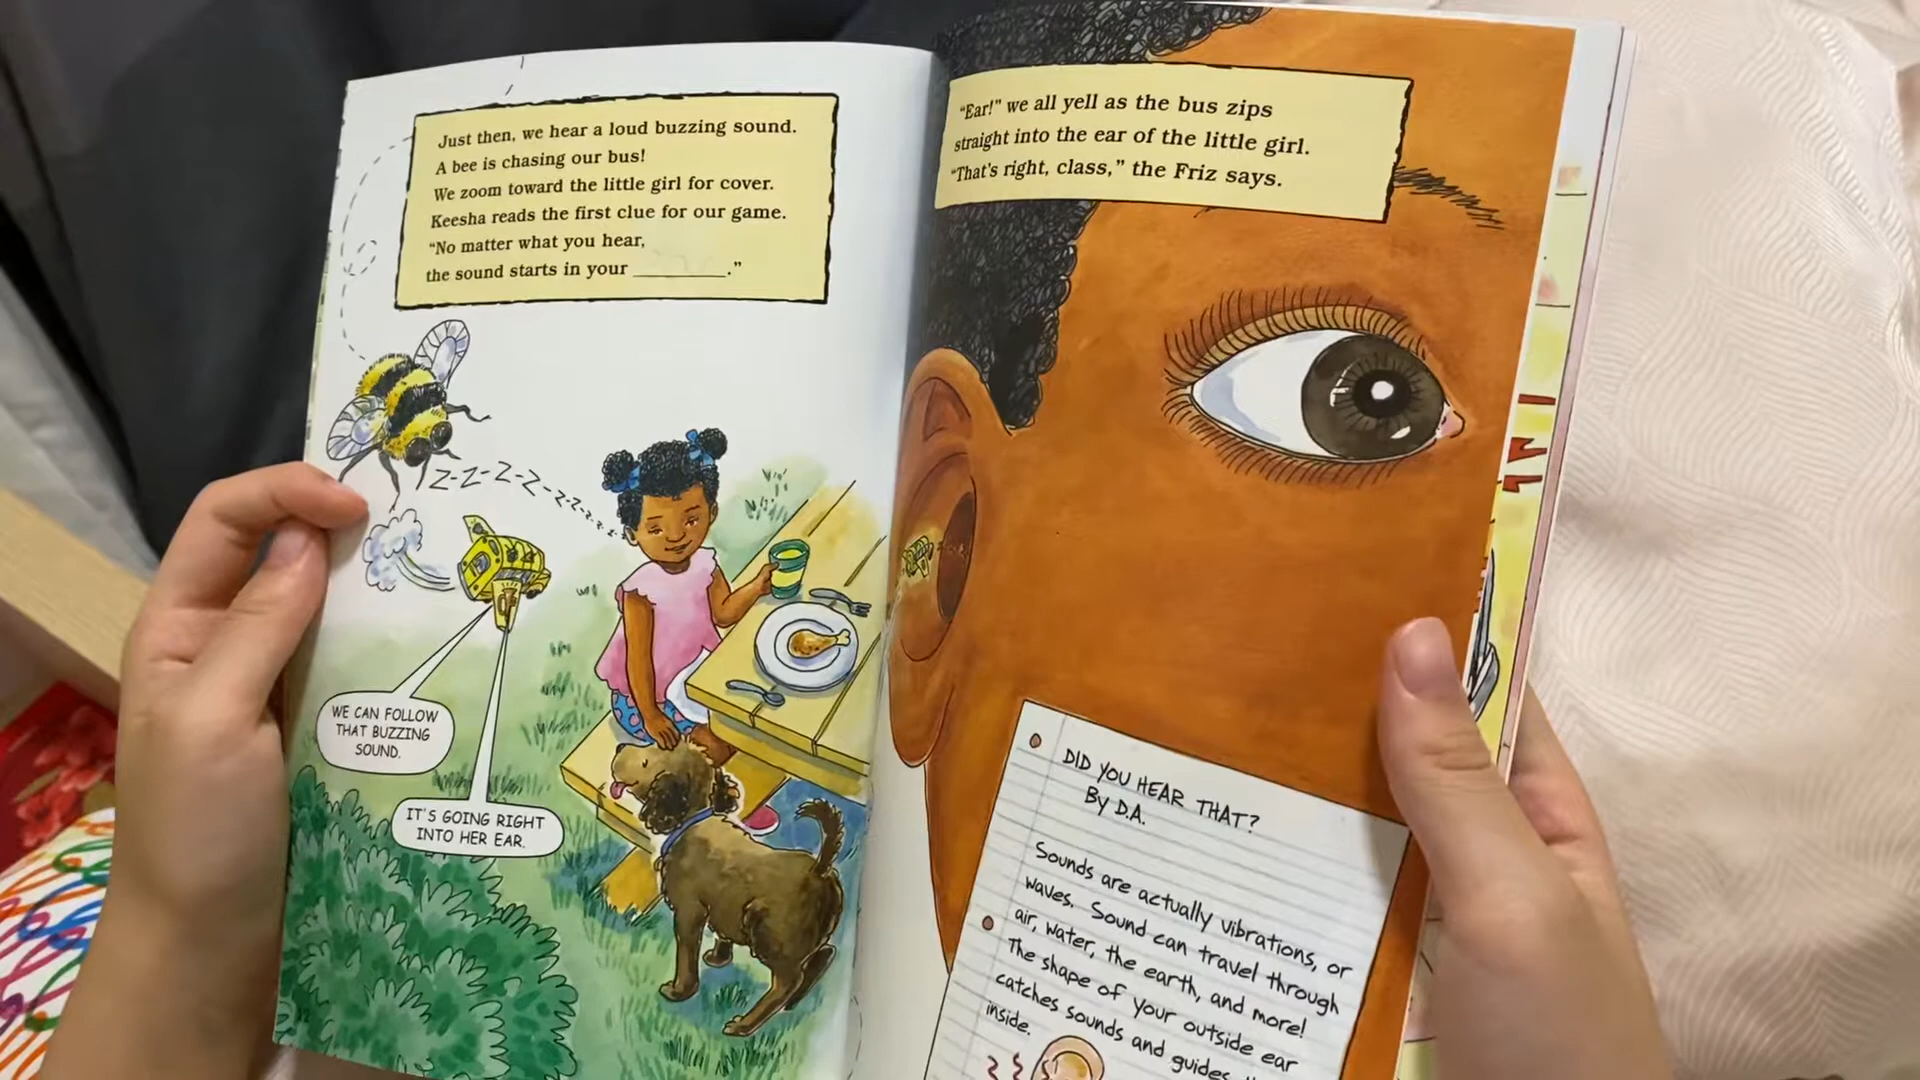 Just then, we hear a loud buzzing sound.
A bee is chasing our bus!
We zoom toward the little girl for cover.
Keesha reads the first clue for our game.
“No matter what you hear,
the sound starts in your _________.”
Z-Z-Z-Z-Z-Z-Z-Z-Z-Z-Z
WE CAN FOLLOW
THAT BUZZING
SOUND.
IT'S GOING RIGHT
INTO HER EAR.
“Ear!” we all yell as the bus zips
straight into the ear of the little girl.
“That's right, class,” the Friz says.
DID YOU HEAR THAT?
By D.A.
Sounds are actually vibrations, or
waves. Sound can travel through
air, water, the earth, and more!
The shape of your outside ear
catches sounds and guides
inside.